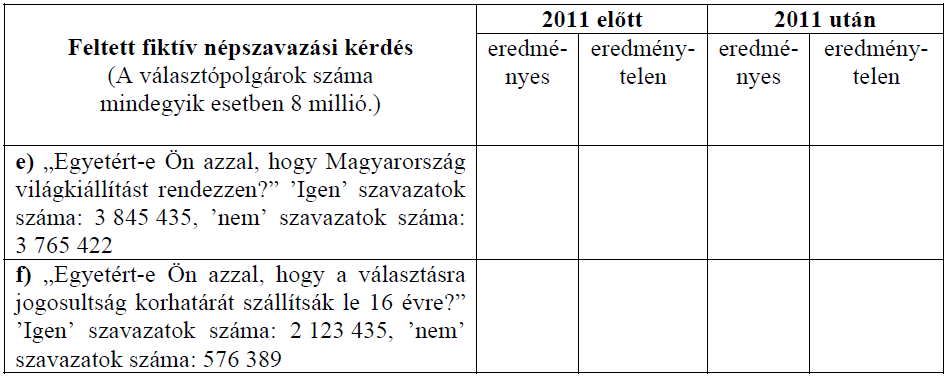 Feltett fiktív népszavazási kérdés
(A választópolgárok száma
mindegyik esetben 8 millió.)
2011 előtt
2011 után
eredmé-
nyes
eredmény-
telen
eredmé-
nyes
eredmény-
telen
e) „Egyetért-e Ön azzal, hogy Magyarország
világkiállítást rendezzen?” ’Igen’ szavazatok
száma: 3 845 435, ’nem’ szavazatok száma:
3 765 422
f) „Egyetért-e Ön azzal, hogy a választásra
jogosultság korhatárát szállítsák le 16 évre?”
’Igen’ szavazatok száma: 2 123 435, ’nem’
szavazatok száma: 576 389